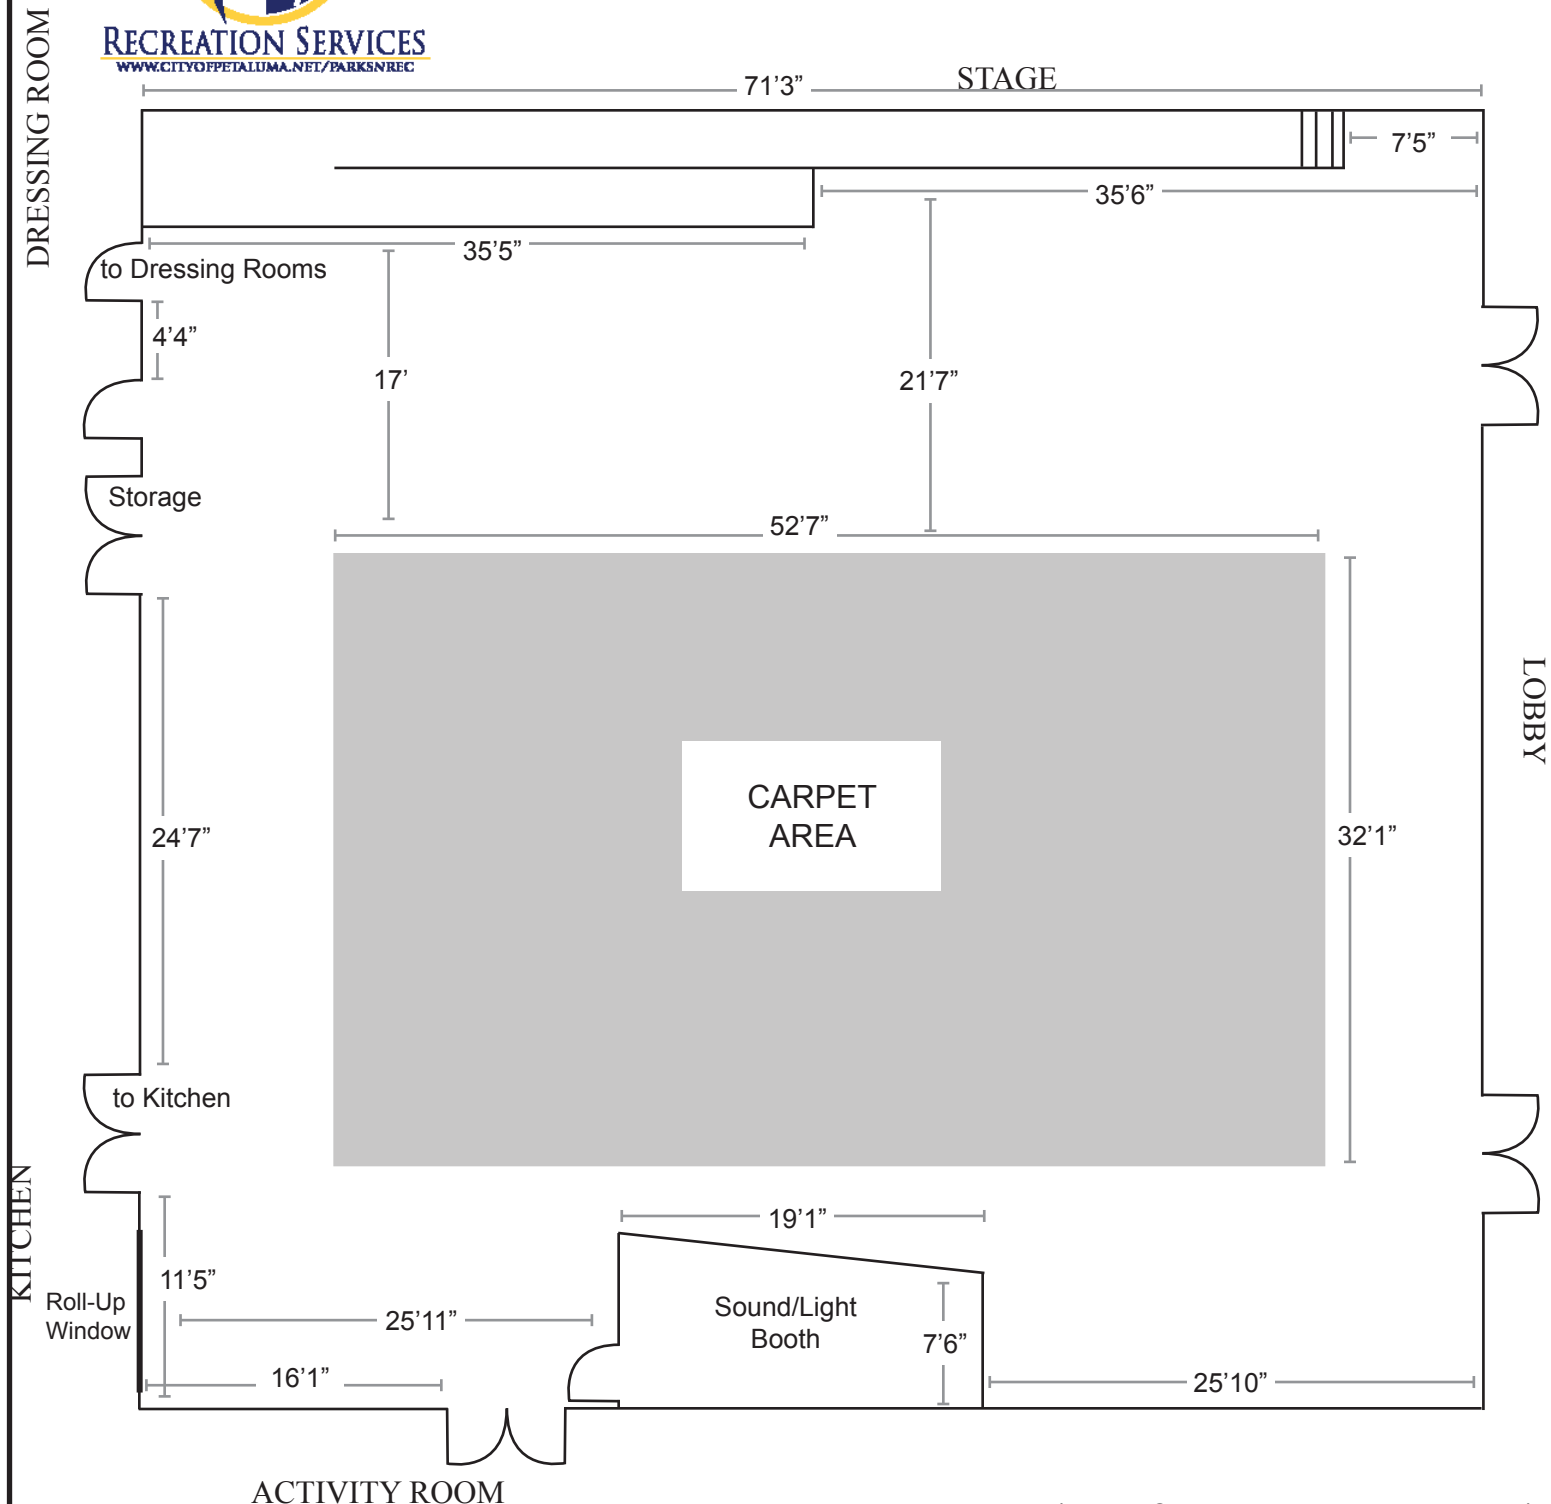 RECREATION SERVICES
WWW.CITYOFPETALUMA.NET/PARKSNREC
DRESSING ROOM
71’3”
STAGE
7’5”
35’6”
35’5”
to Dressing Rooms
4’4”
17’
21’7”
Storage
52’7”
LOBBY
CARPET
AREA
24’7”
32’1”
to Kitchen
KITCHEN
19’1”
11’5”
Roll-Up
Window
25’11”
Sound/Light
Booth
7’6”
16’1”
25’10”
ACTIVITY ROOM